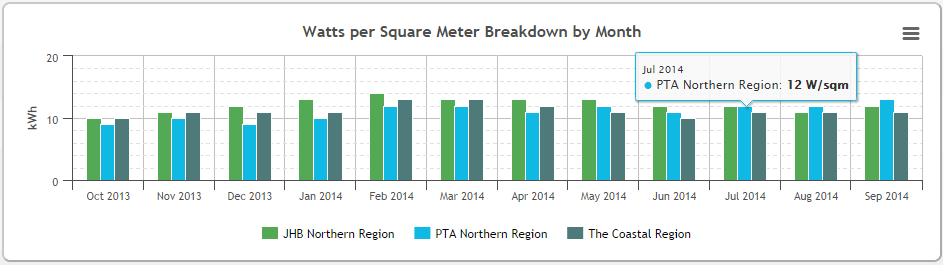 Watts per Square Meter Breakdown by Month
kWh
20
10
0
Jul 2014
PTA Northern Region: 12 W/sqm
Oct 2013 Nov 2013 Dec 2013 Jan 2014 Feb 2014 Mar 2014 Apr 2014 May 2014 Jun 2014 Jul 2014 Aug 2014 Sep 2014
JHB Northern Region PTA Northern Region The Coastal Region